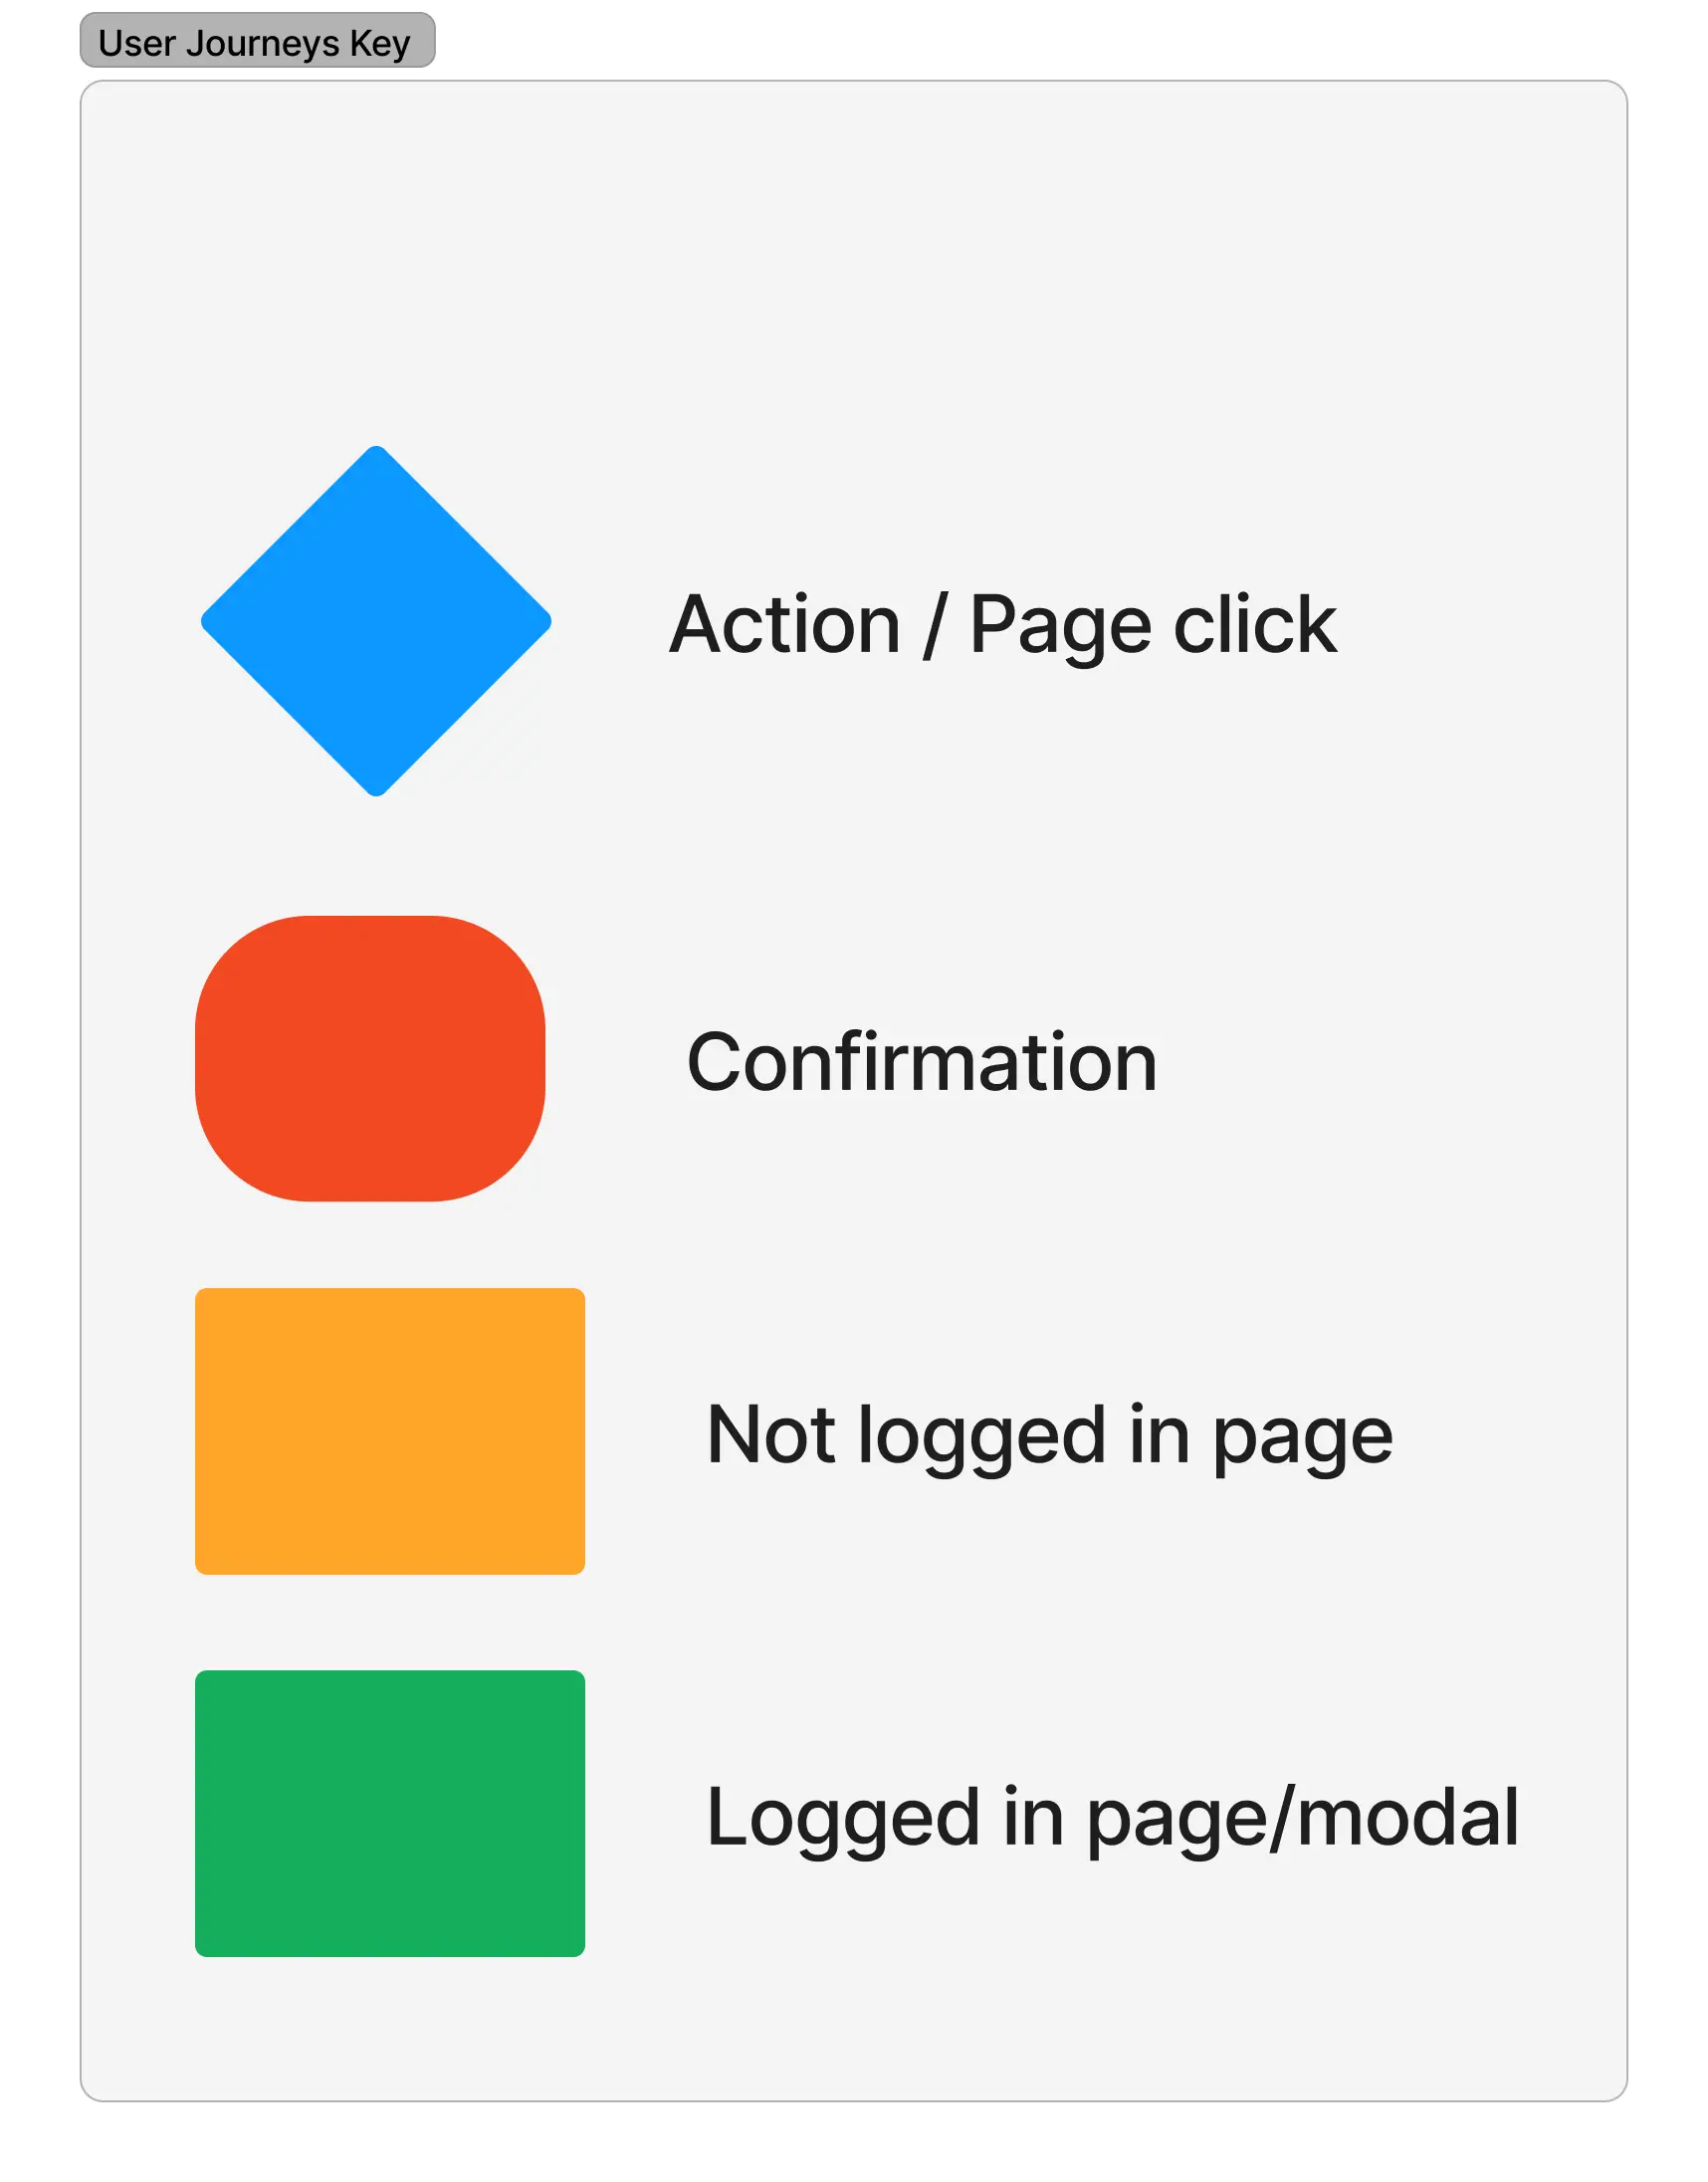 User Journeys Key
Action / Page click
Confirmation
Not logged in page
Logged in page/modal